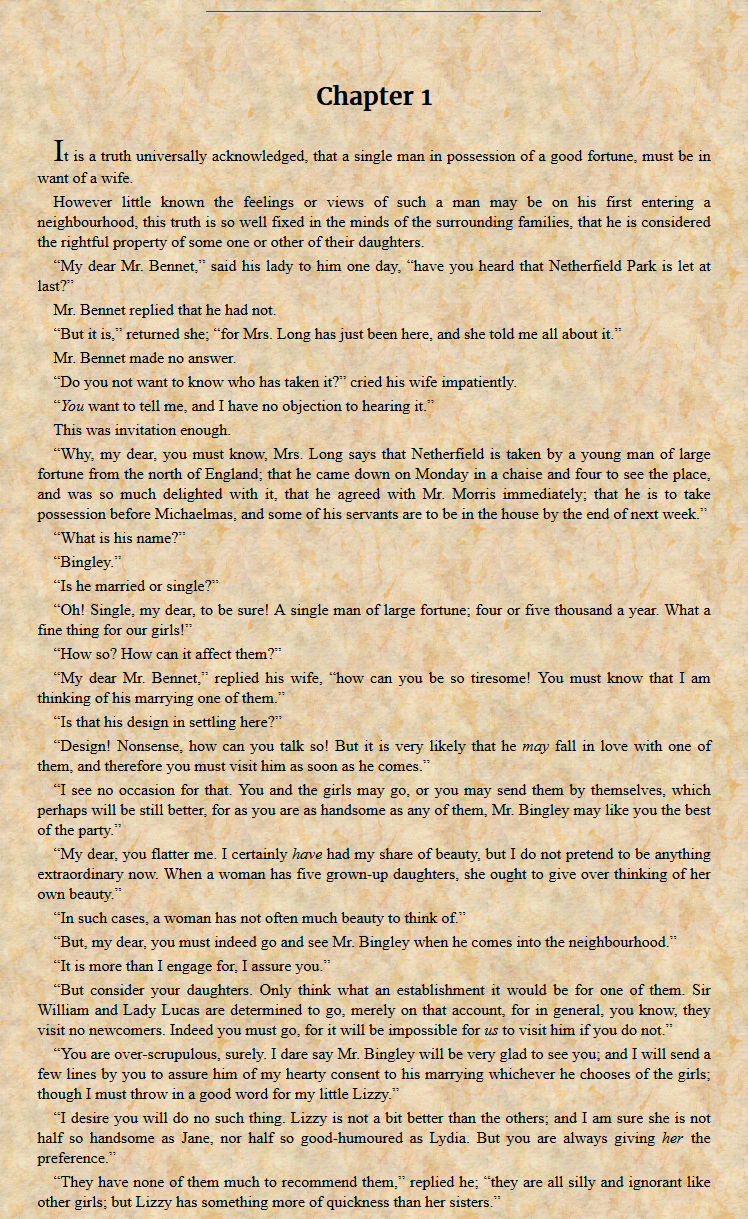 Chapter 1
It is a truth universally acknowledged, that a single man in possession of a good fortune, must be in
want of a wife.
However little known the feelings or views of such a man may be on his first entering a
neighbourhood, this truth is so well fixed in the minds of the surrounding families, that he is considered
the rightful property of some one or other of their daughters.
“My dear Mr. Bennet,” said his lady to him one day, “have you heard that Netherfield Park is let at
last?”
Mr. Bennet replied that he had not.
“But it is,” returned she; “for Mrs. Long has just been here, and she told me all about it.”
Mr. Bennet made no answer.
“Do you not want to know who has taken it?” cried his wife impatiently.
“You want to tell me, and I have no objection to hearing it.”
This was invitation enough.
“Why, my dear, you must know, Mrs. Long says that Netherfield is taken by a young man of large
fortune from the north of England; that he came down on Monday in a chaise and four to see the place,
and was so much delighted with it, that he agreed with Mr. Morris immediately; that he is to take
possession before Michaelmas, and some of his servants are to be in the house by the end of next week.”
“What is his name?”
“Bingley.”
“Is he married or single?”
“Oh! Single, my dear, to be sure! A single man of large fortune; four or five thousand a year. What a
fine thing for our girls!”
“How so? How can it affect them?”
“My dear Mr. Bennet,” replied his wife, “how can you be so tiresome! You must know that I am
thinking of his marrying one of them.”
“Is that his design in settling here?”
“Design! Nonsense, how can you talk so! But it is very likely that he may fall in love with one of
them, and therefore you must visit him as soon as he comes.”
“I see no occasion for that. You and the girls may go, or you may send them by themselves, which
perhaps will be still better, for as you are as handsome as any of them, Mr. Bingley may like you the best
of the party.”
“My dear, you flatter me. I certainly have had my share of beauty, but I do not pretend to be anything
extraordinary now. When a woman has five grown-up daughters, she ought to give over thinking of her
own beauty.”
“In such cases, a woman has not often much beauty to think of.”
“But, my dear, you must indeed go and see Mr. Bingley when he comes into the neighbourhood.”
“It is more than I engage for, I assure you.”
“But consider your daughters. Only think what an establishment it would be for one of them. Sir
William and Lady Lucas are determined to go, merely on that account, for in general, you know, they
visit no newcomers. Indeed you must go, for it will be impossible for us to visit him if you do not.”
“You are over-scrupulous, surely. I dare say Mr. Bingley will be very glad to see you; and I will send a
few lines by you to assure him of my hearty consent to his marrying whichever he chooses of the girls;
though I must throw in a good word for my little Lizzy.”
“I desire you will do no such thing. Lizzy is not a bit better than the others; and I am sure she is not
half so handsome as Jane, nor half so good-humoured as Lydia. But you are always giving her the
preference.”
“They have none of them much to recommend them,” replied he; “they are all silly and ignorant like
other girls; but Lizzy has something more of quickness than her sisters.”